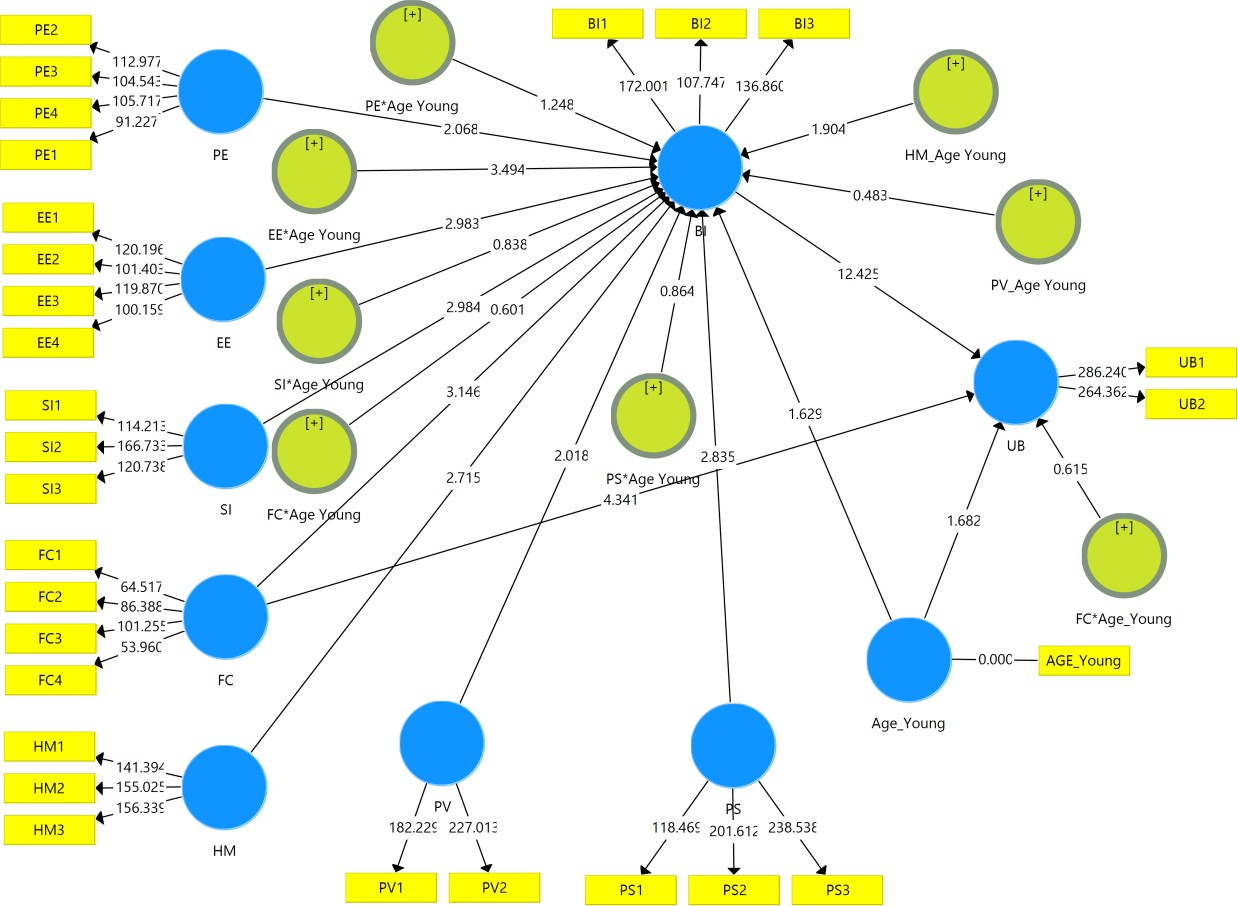 BI1
BI2
BI3
PE2
[+]
[+]
PE3
112.977
104.543
172.001
107.747
136.860
PE4
105.717
PE*Age Young
1.248
91.227
2.068
1.904
PE1
PE
[+]
HM_Age Young
3.494
[+]
0.483
EE1
2.983
BI
EE*Age Young
0.838
120.196
EE2
101.403
12.425
PV_Age Young
EE3
119.870
[+]
0.864
100.159
2.984
0.601
EE4
EE
UB1
286.240
SI*Age Young
[+]
264.362
3.146
UB2
SI1
1.629
[+]
114.213
UB
SI2
166.733
2.018
2.835
120.738
0.615
2.715
PS*Age Young
SI3
4.341
SI
FC*Age Young
1.682
[+]
FC1
64.517
FC2
86.388
101.255
FC*Age_Young
FC3
53.960
0.000
AGE_Young
FC4
FC
Age_Young
HM1
141.394
HM2
155.025
PV
PS
156.339
HM3
182.229
227.013
118.469
201.612
238.538
HM
PV1
PV2
PS1
PS2
PS3